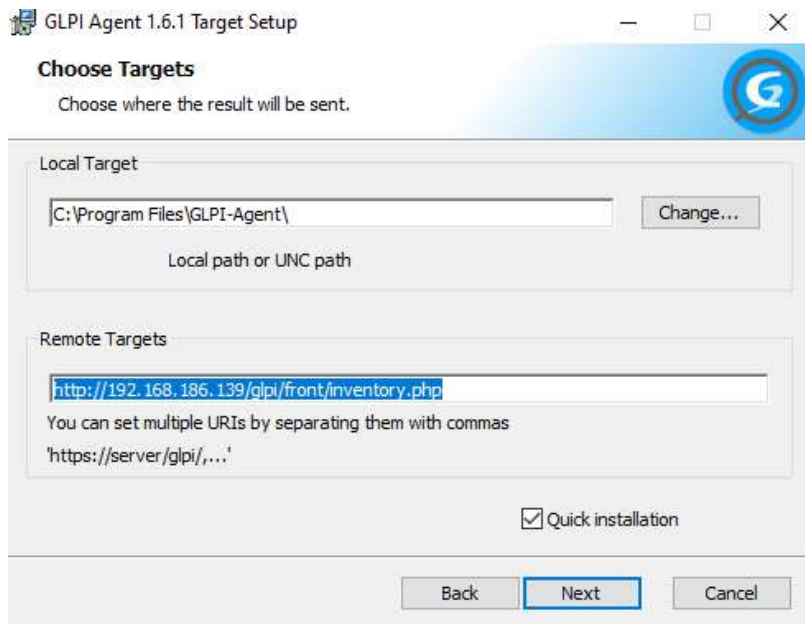 GLPI Agent 1.6.1 Target Setup
Choose Targets
Choose where the result will be sent.
Local Target
C:\Program Files\GLPI-Agent\
Change...
Local path or UNC path
Remote Targets
http://192.168.186.139/glpi/front/inventory.php
You can set multiple URIs by separating them with commas
'https://server/glpi/,...'
Quick installation
Back Next Cancel